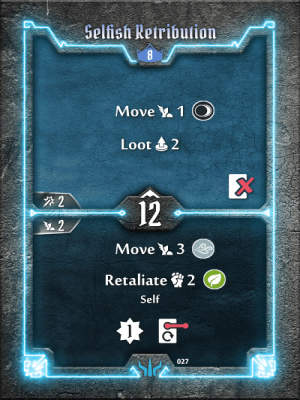 Selfish Retribution
8
Move 1
Loot 2
2
12
2
Move 3
Retaliate 2
Self
1
027